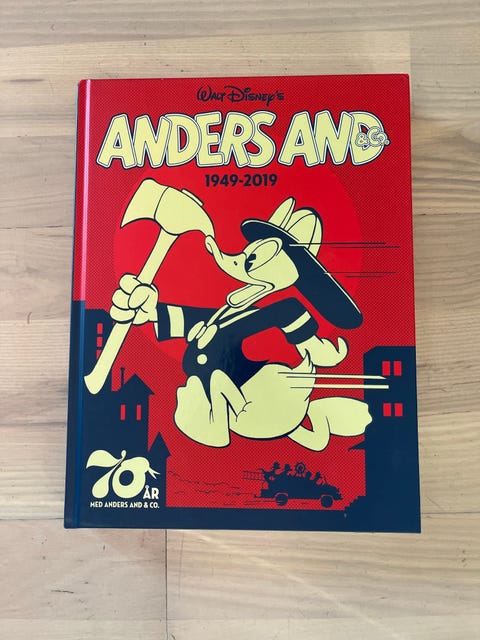 WALT DISNEY'S
ANDERS AND
& Co.
1949-2019
70 ÅR
MED ANDERS AND & CO.